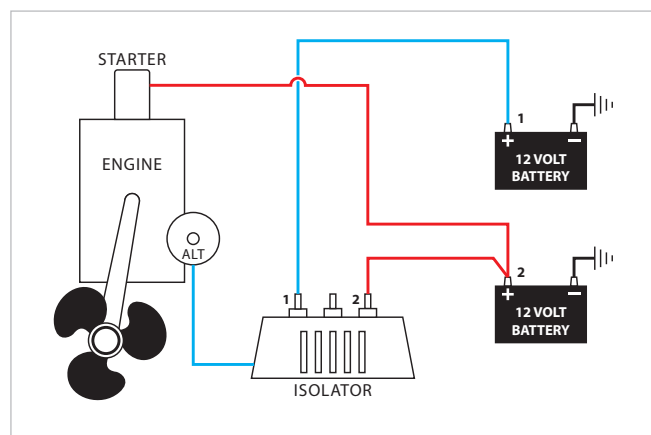 STARTER
ENGINE
ALT
1
+ −
12 VOLT
BATTERY
2
+ −
12 VOLT
BATTERY
1 2
ISOLATOR